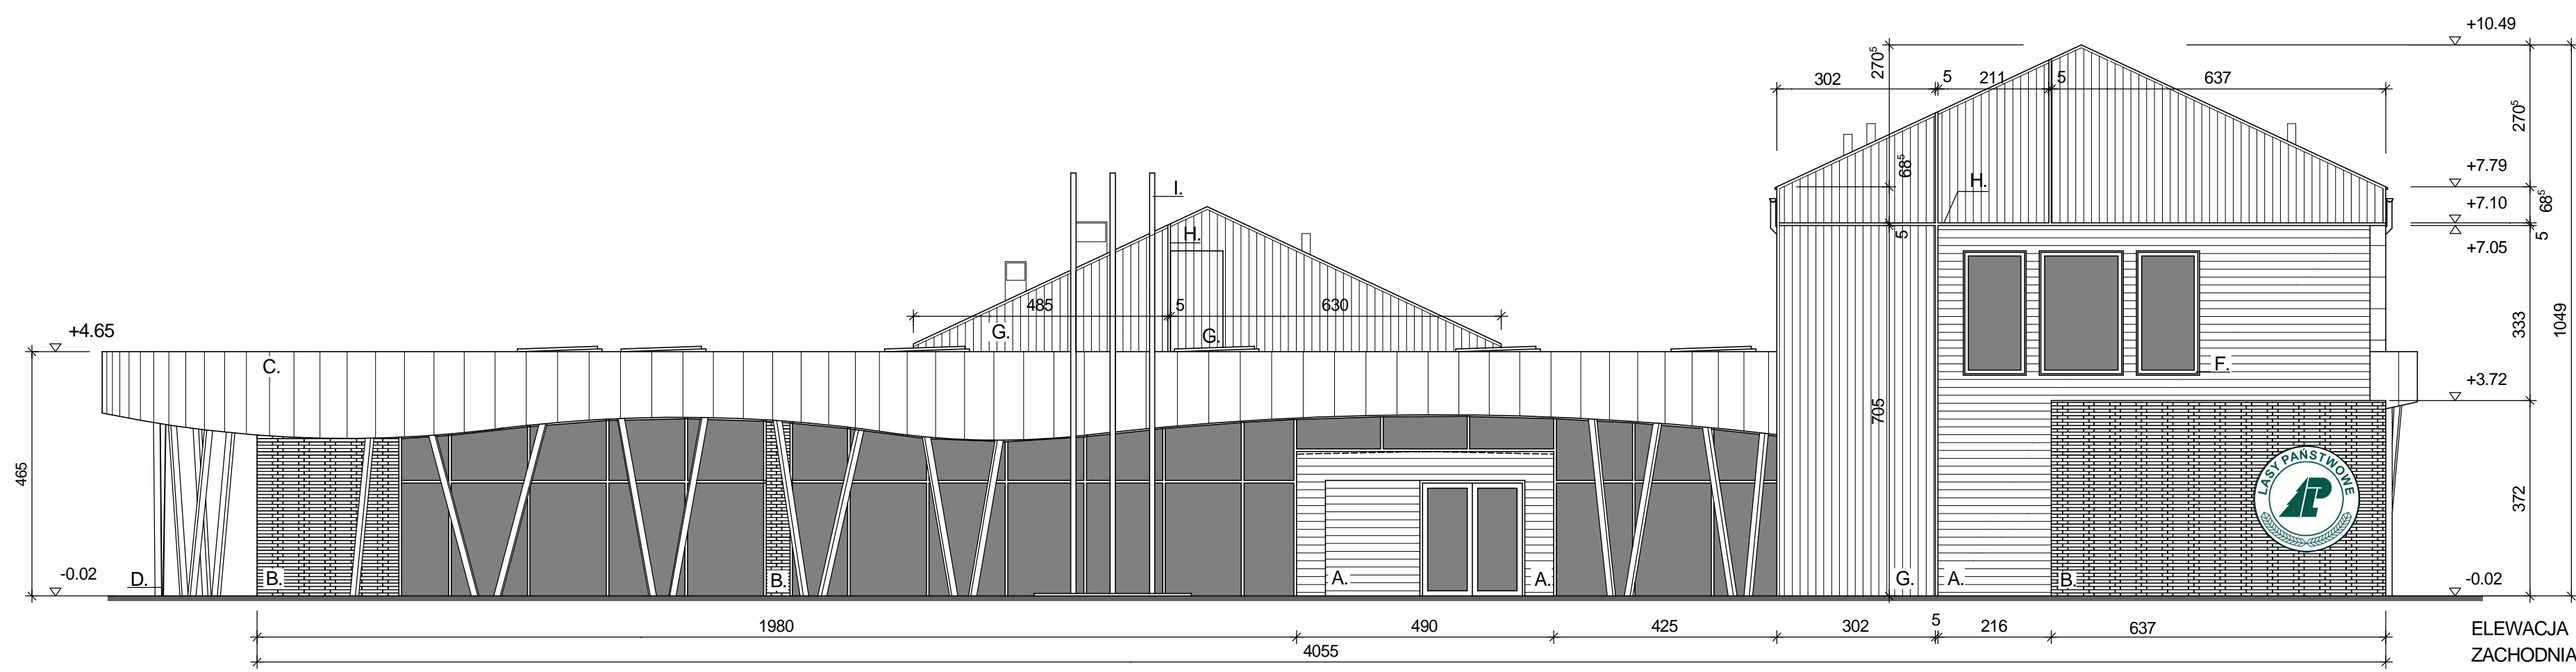 +10.49
270⁵
302
5
211
5
637
270⁵
+7.79
68⁵
H.
68⁵
+7.10
I.
H.
5
+7.05
5
333
1049
485
5
630
G.
G.
+4.65
C.
F.
+3.72
705
465
LASY PAŃSTWOWE
LP
372
-0.02
D.
B.
B.
A.
A.
G.
A.
B.
-0.02
1980
490
425
302
5
216
637
4055
ELEWACJA
ZACHODNIA